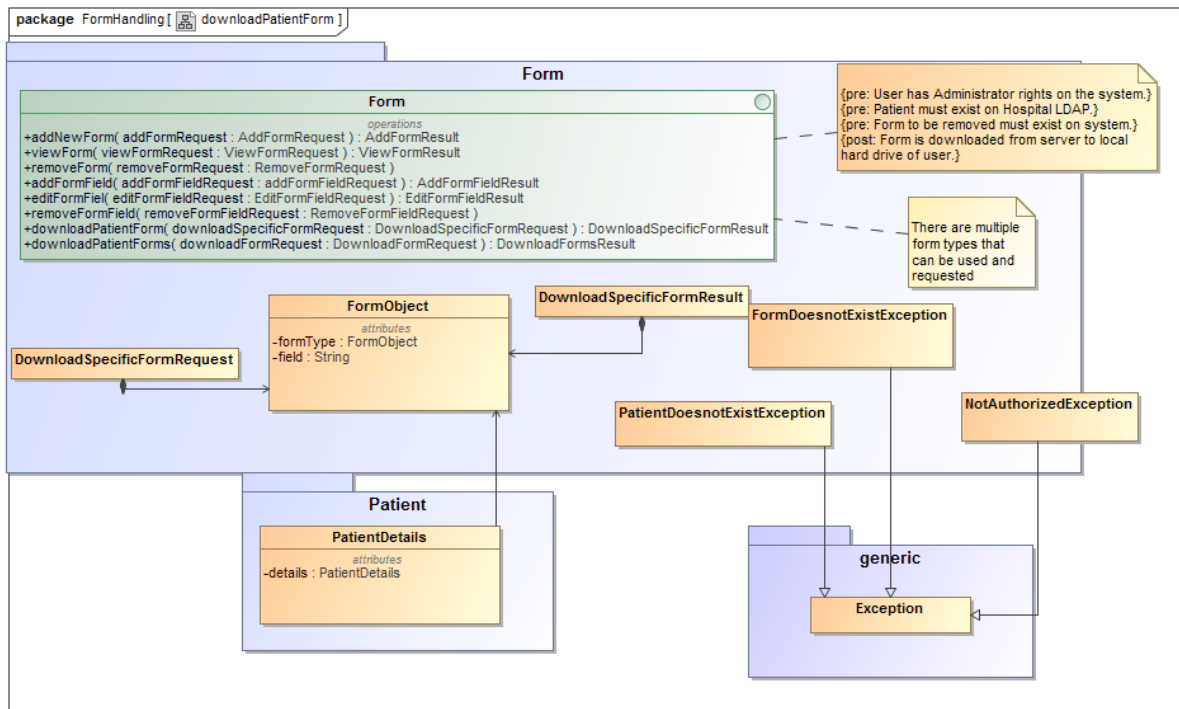 package FormHandling [ downloadPatientForm ]
Form
Form
operations
+addNewForm( addFormRequest : AddFormRequest ) : AddFormResult
+viewForm( viewFormRequest : ViewFormRequest ) : ViewFormResult
+removeForm( removeFormRequest : RemoveFormRequest )
+addFormField( addFormFieldRequest : addFormFieldRequest ) : AddFormFieldResult
+editFormFiel( editFormFieldRequest : EditFormFieldRequest ) : EditFormFieldResult
+removeFormField( removeFormFieldRequest : RemoveFormFieldRequest )
+downloadPatientForm( downloadSpecificFormRequest : DownloadSpecificFormRequest ) : DownloadSpecificFormResult
+downloadPatientForms( downloadFormRequest : DownloadFormRequest ) : DownloadFormsResult
{pre: User has Administrator rights on the system.}
{pre: Patient must exist on Hospital LDAP.}
{pre: Form to be removed must exist on system.}
{post: Form is downloaded from server to local
hard drive of user.}
There are multiple
form types that
can be used and
requested
DownloadSpecificFormRequest
FormObject
attributes
-formType : FormObject
-field : String
DownloadSpecificFormResult
FormDoesnotExistException
PatientDoesnotExistException
NotAuthorizedException
Patient
PatientDetails
attributes
-details : PatientDetails
generic
Exception